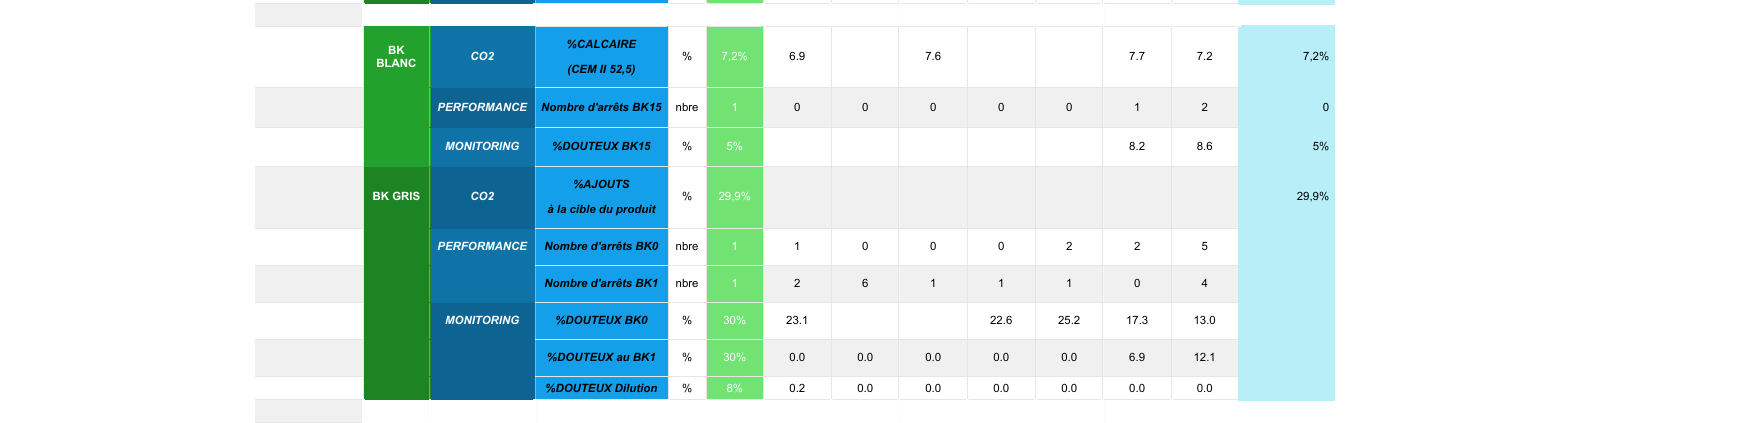 BK BLANC CO2 %CALCAIRE (CEM II 52,5) % 7,2% 6.9 7.6 7.7 7.2 7,2%
PERFORMANCE Nombre d'arrêts BK15 nbre 1 0 0 0 0 0 1 2 0
MONITORING %DOUTEUX BK15 % 5% 8.2 8.6 5%
BK GRIS CO2 %AJOUTS à la cible du produit % 29,9% 29,9%
PERFORMANCE Nombre d'arrêts BK0 nbre 1 1 0 0 0 2 2 5
Nombre d'arrêts BK1 nbre 1 2 6 1 1 1 0 4
MONITORING %DOUTEUX BK0 % 30% 23.1 22.6 25.2 17.3 13.0
%DOUTEUX au BK1 % 30% 0.0 0.0 0.0 0.0 0.0 6.9 12.1
%DOUTEUX Dilution % 8% 0.2 0.0 0.0 0.0 0.0 0.0 0.0